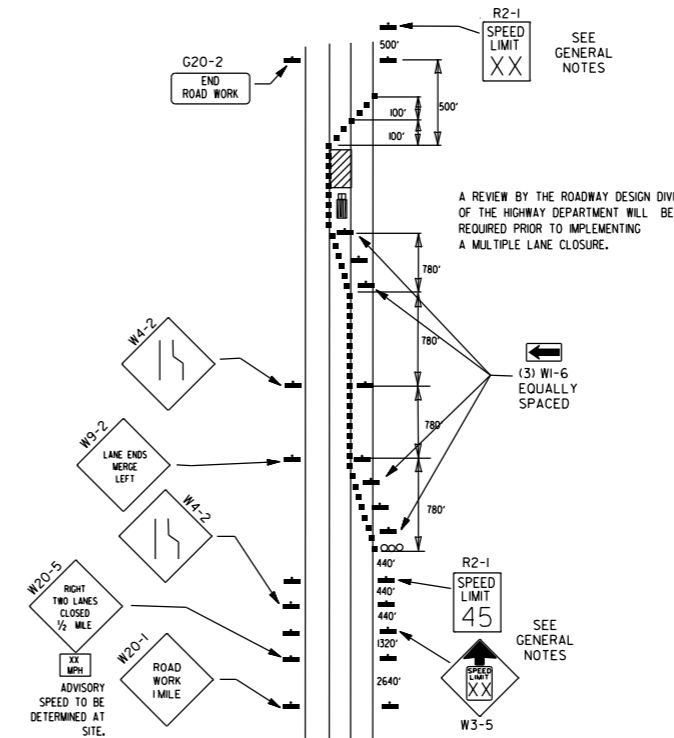 R2-1
SPEED
LIMIT
XX
SEE
GENERAL
NOTES
500'
G20-2
END
ROAD WORK
500'
100'
100'
A REVIEW BY THE ROADWAY DESIGN DIVI
OF THE HIGHWAY DEPARTMENT WILL BE
REQUIRED PRIOR TO IMPLEMENTING
A MULTIPLE LANE CLOSURE.
780'
780'
W4-2
(3) W1-6
EQUALLY
SPACED
780'
W9-2
LANE ENDS
MERGE
LEFT
780'
W4-2
440'
R2-1
SPEED
LIMIT
45
440'
440'
W20-5
RIGHT
TWO LANES
CLOSED
½ MILE
XX
MPH
ADVISORY
SPEED TO BE
DETERMINED AT
SITE.
W20-1
ROAD
WORK
1 MILE
1320'
2640'
SEE
GENERAL
NOTES
SPEED
LIMIT
XX
W3-5